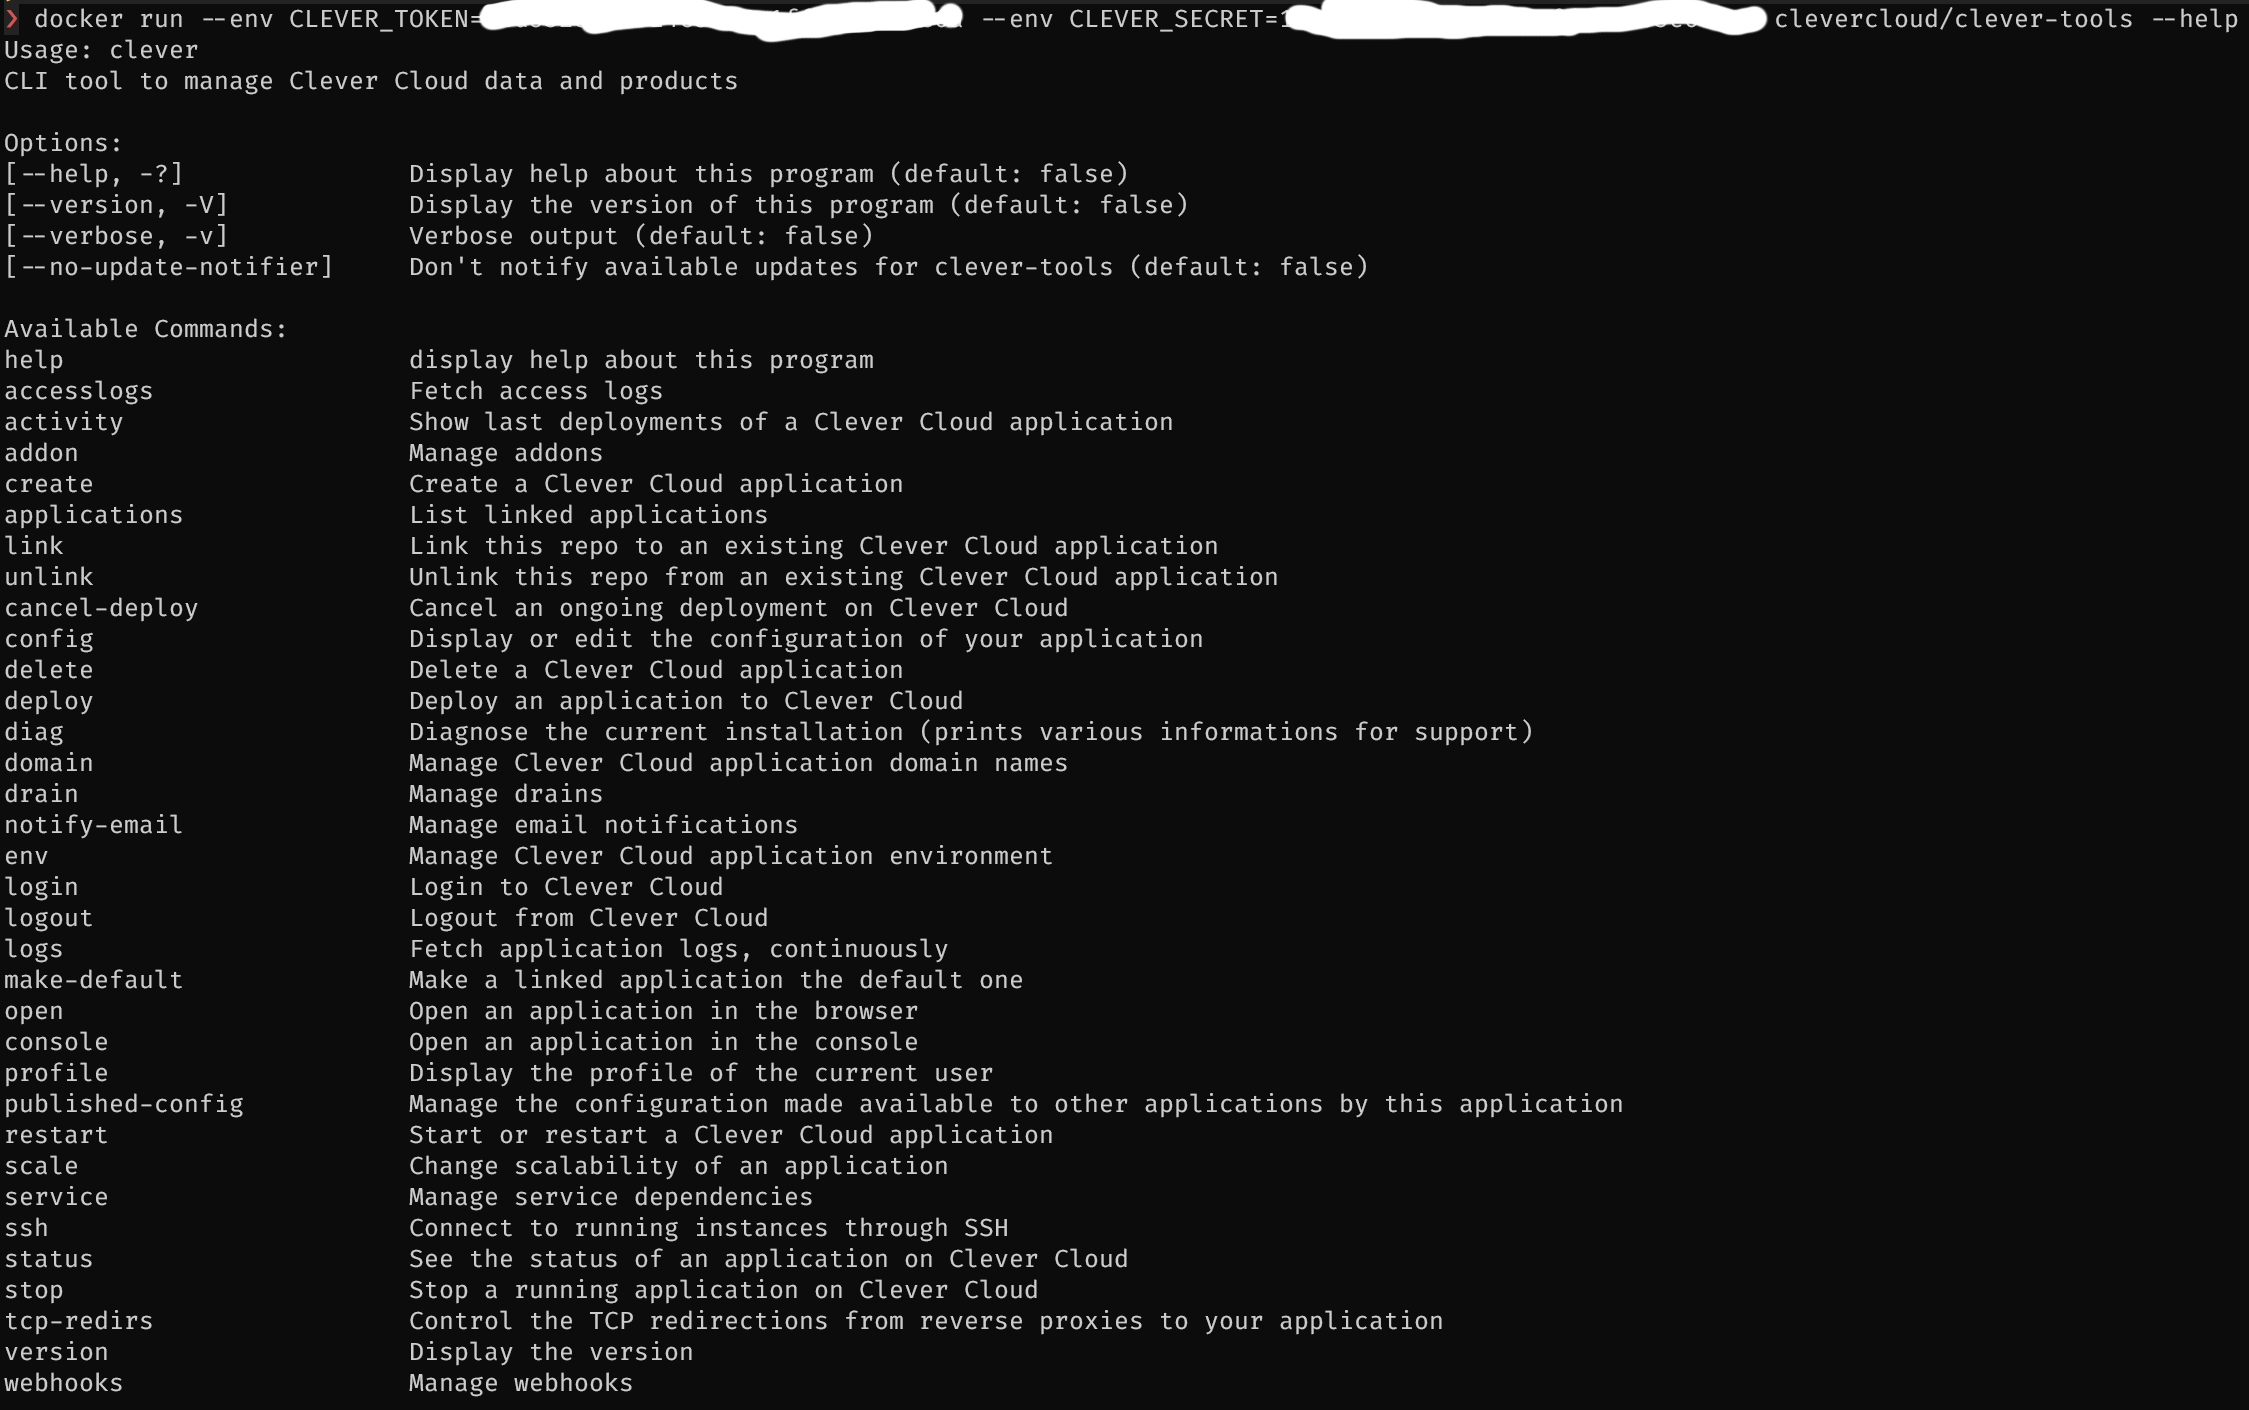 ❯ docker run --env CLEVER_TOKEN= --env CLEVER_SECRET=1 clevercloud/clever-tools --help
Usage: clever
CLI tool to manage Clever Cloud data and products
Options:
[--help, -?] Display help about this program (default: false)
[--version, -V] Display the version of this program (default: false)
[--verbose, -v] Verbose output (default: false)
[--no-update-notifier] Don't notify available updates for clever-tools (default: false)
Available Commands:
help display help about this program
accesslogs Fetch access logs
activity Show last deployments of a Clever Cloud application
addon Manage addons
create Create a Clever Cloud application
applications List linked applications
link Link this repo to an existing Clever Cloud application
unlink Unlink this repo from an existing Clever Cloud application
cancel-deploy Cancel an ongoing deployment on Clever Cloud
config Display or edit the configuration of your application
delete Delete a Clever Cloud application
deploy Deploy an application to Clever Cloud
diag Diagnose the current installation (prints various informations for support)
domain Manage Clever Cloud application domain names
drain Manage drains
notify-email Manage email notifications
env Manage Clever Cloud application environment
login Login to Clever Cloud
logout Logout from Clever Cloud
logs Fetch application logs, continuously
make-default Make a linked application the default one
open Open an application in the browser
console Open an application in the console
profile Display the profile of the current user
published-config Manage the configuration made available to other applications by this application
restart Start or restart a Clever Cloud application
scale Change scalability of an application
service Manage service dependencies
ssh Connect to running instances through SSH
status See the status of an application on Clever Cloud
stop Stop a running application on Clever Cloud
tcp-redirs Control the TCP redirections from reverse proxies to your application
version Display the version
webhooks Manage webhooks